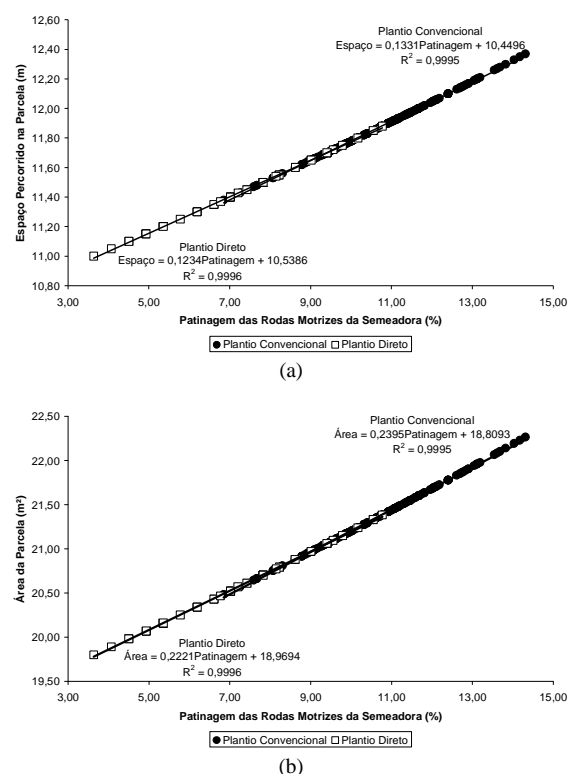 12,60
12,40
12,20
12,00
11,80
11,60
11,40
11,20
11,00
10,80
Espaço Percorrido na Parcela (m)
Plantio Convencional
Espaço = 0,1331Patinagem + 10,4496
R² = 0,9995
Plantio Direto
Espaço = 0,1234Patinagem + 10,5386
R² = 0,9996
3,00 5,00 7,00 9,00 11,00 13,00 15,00
Patinagem das Rodas Motrizes da Semeadora (%)
Plantio Convencional Plantio Direto
(a)
22,50
22,00
21,50
21,00
20,50
20,00
19,50
Área da Parcela (m²)
Plantio Convencional
Área = 0,2395Patinagem + 18,8093
R² = 0,9995
Plantio Direto
Área = 0,2221Patinagem + 18,9694
R² = 0,9996
3,00 5,00 7,00 9,00 11,00 13,00 15,00
Patinagem das Rodas Motrizes da Semeadora (%)
Plantio Convencional Plantio Direto
(b)